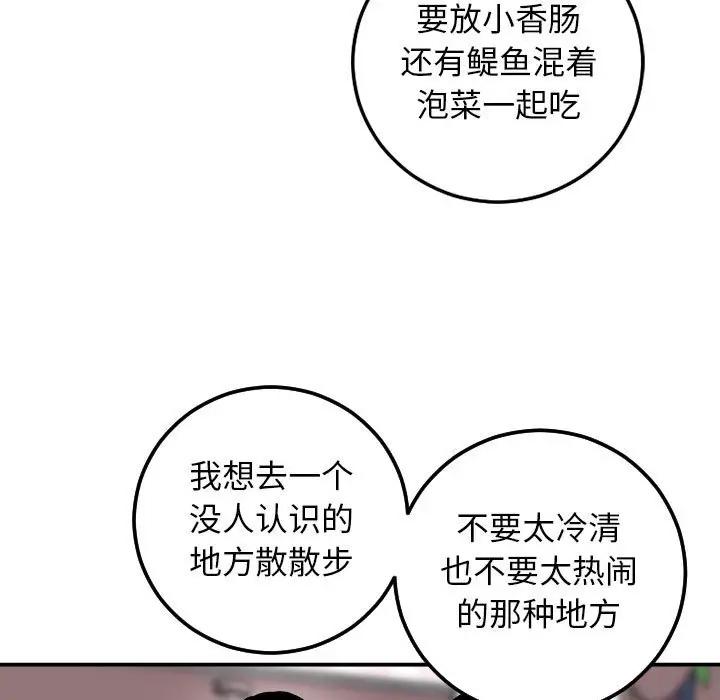 要放小香肠
还有鳀鱼混着
泡菜一起吃
我想去一个
没人认识的
地方散散步
不要太冷清
也不要太热闹
的那种地方